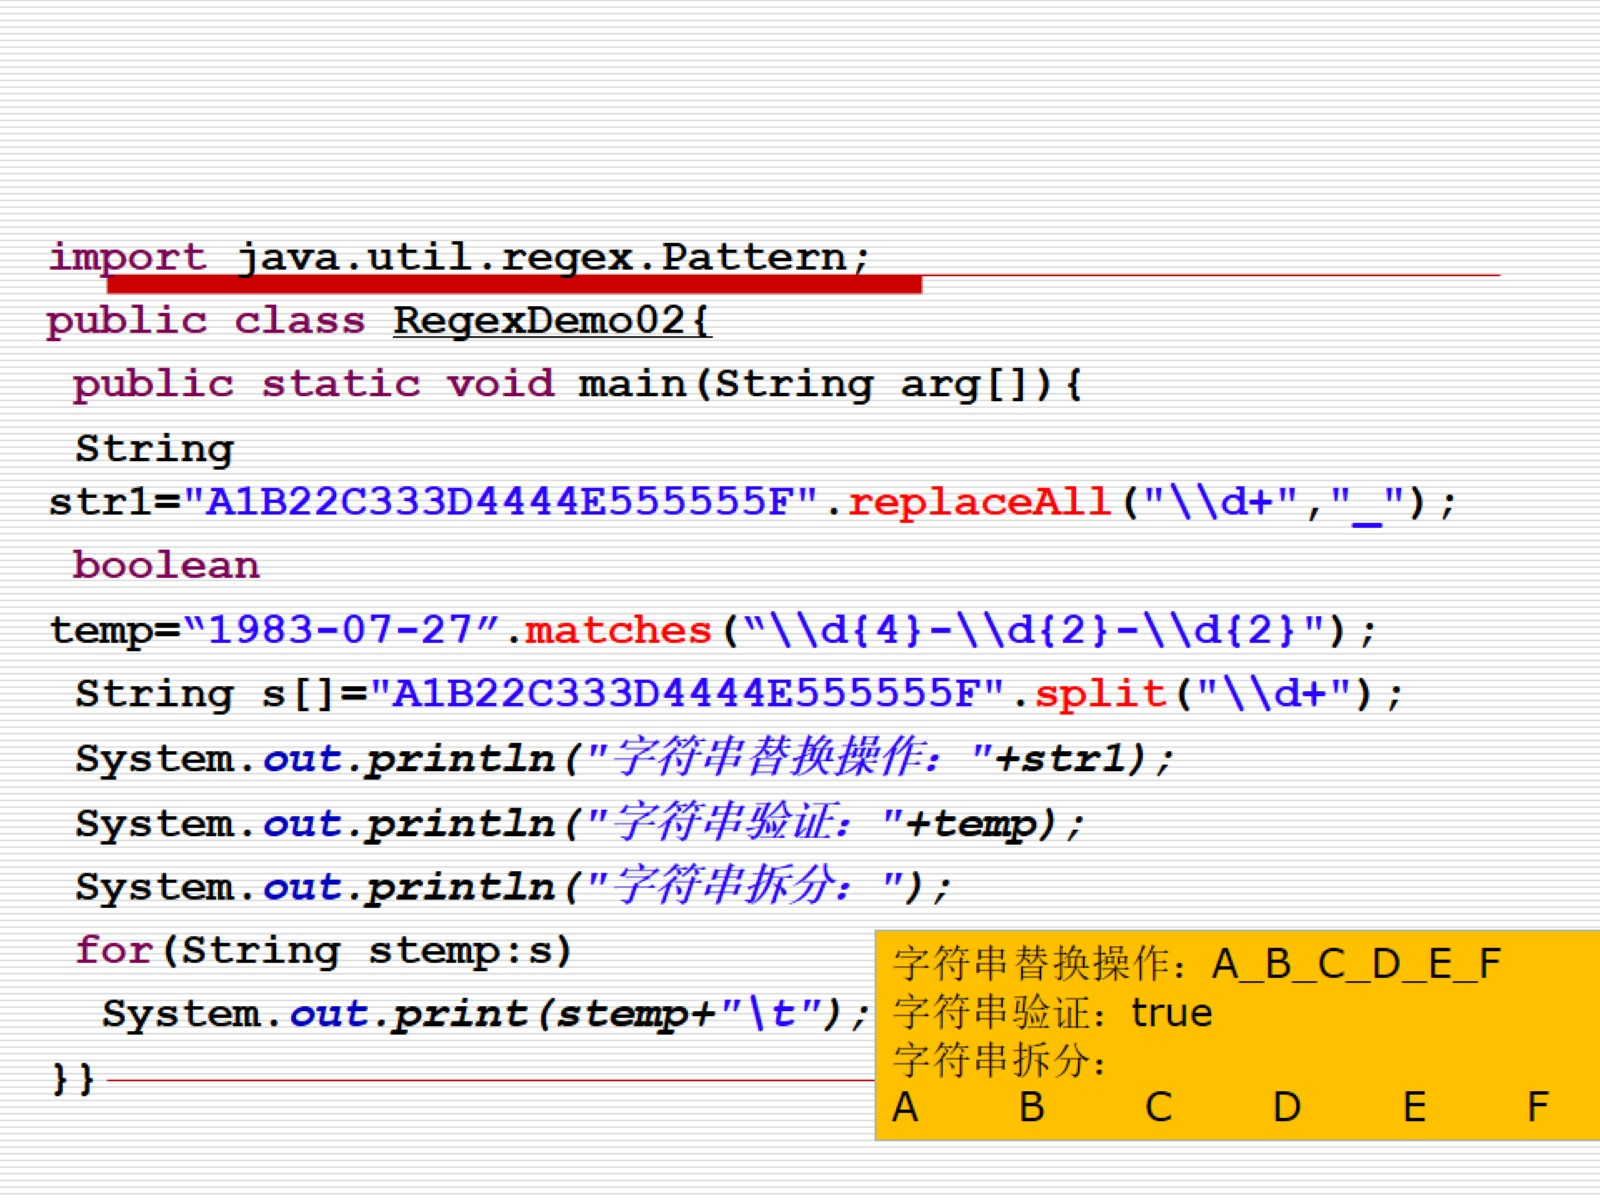 import java.util.regex.Pattern;
public class RegexDemo02{
public static void main(String arg[]){
String
str1="A1B22C333D4444E555555F".replaceAll("\\d+","_");
boolean
temp=“1983-07-27”.matches(“\\d{4}-\\d{2}-\\d{2}");
String s[]="A1B22C333D4444E555555F".split("\\d+");
System.out.println("字符串替换操作："+str1);
System.out.println("字符串验证："+temp);
System.out.println("字符串拆分：");
for(String stemp:s)
System.out.print(stemp+"\t");
}}
字符串替换操作：A_B_C_D_E_F
字符串验证：true
字符串拆分：
A B C D E F